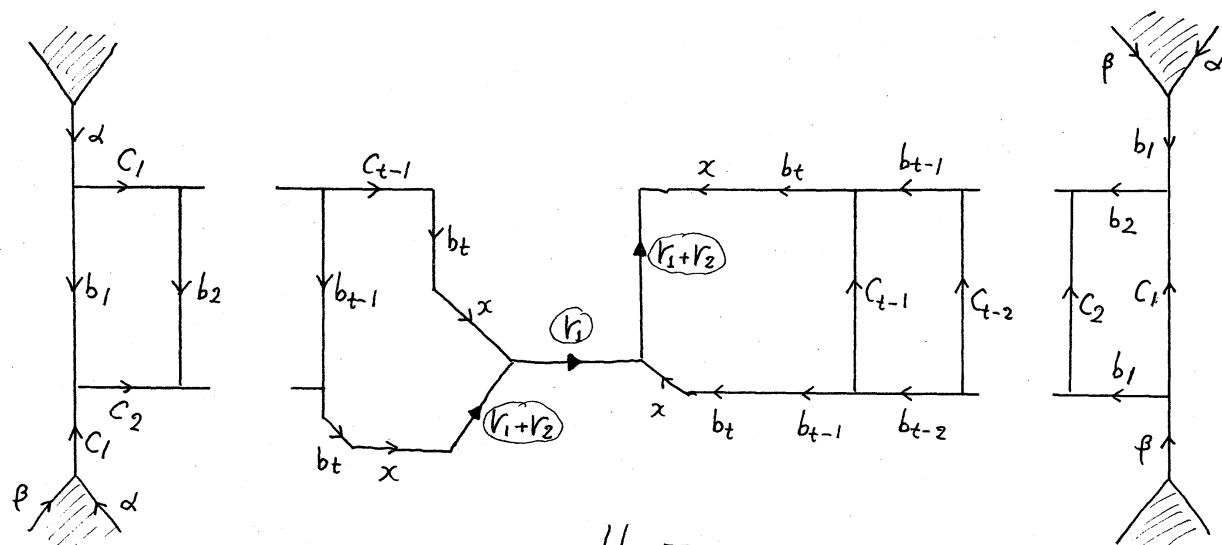 β α
α
C1 Ct-1 x bt bt-1 b1
bt r1+r2 b2
b1 b2 bt-1 x r1 Ct-1 Ct-2 C2 C1
C2 r1+r2 x bt bt-1 bt-2 b1
C1 bt x β
β α